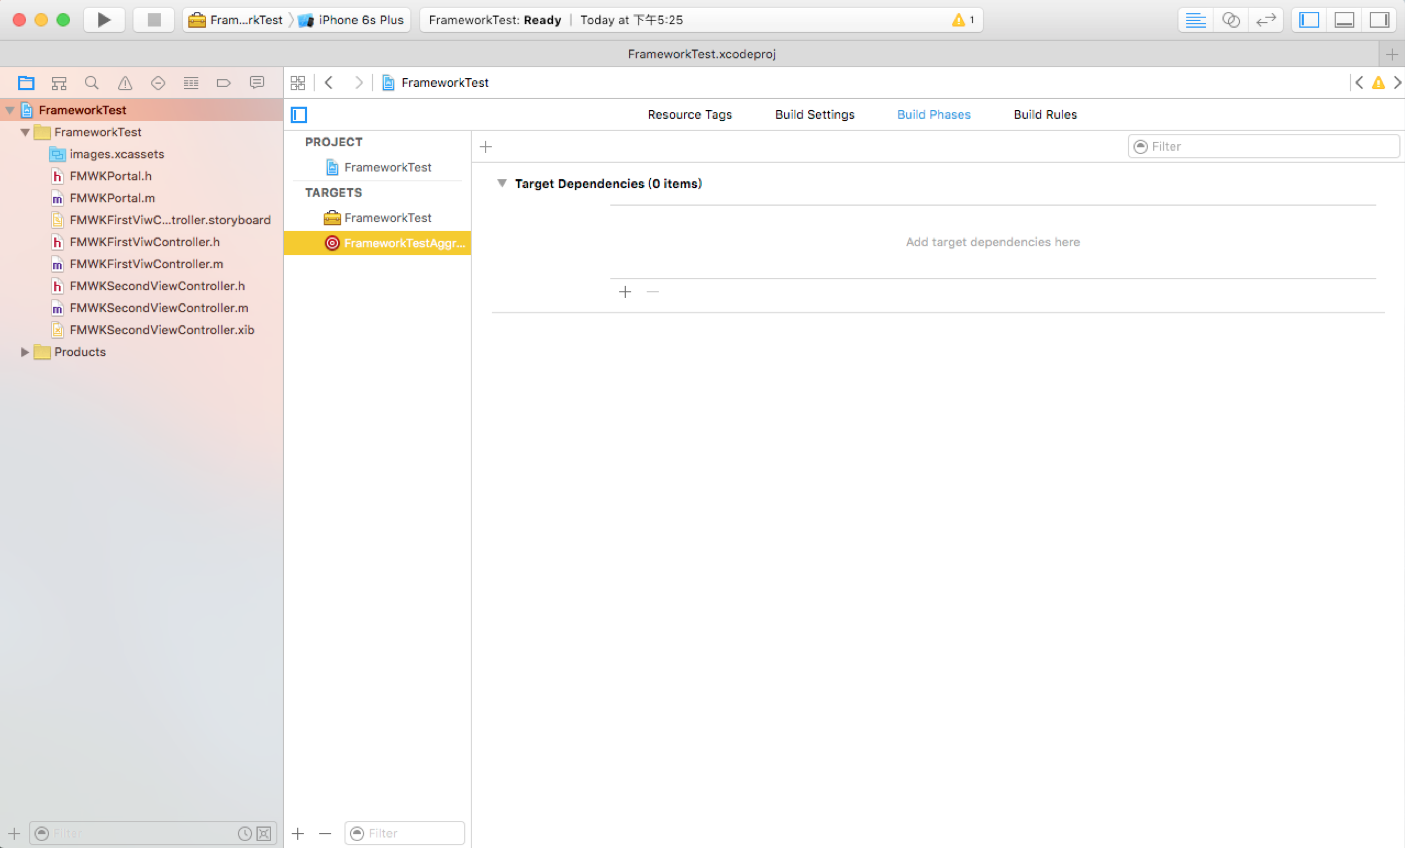 Fram...rkTest
iPhone 6s Plus
FrameworkTest: Ready | Today at 下午5:25
1
FrameworkTest.xcodeproj
FrameworkTest
FrameworkTest
FrameworkTest
images.xcassets
FMWKPortal.h
FMWKPortal.m
FMWKFirstViwC...troller.storyboard
FMWKFirstViwController.h
FMWKFirstViwController.m
FMWKSecondViewController.h
FMWKSecondViewController.m
FMWKSecondViewController.xib
Products
Filter
Resource Tags
Build Settings
Build Phases
Build Rules
PROJECT
FrameworkTest
TARGETS
FrameworkTest
FrameworkTestAggr...
Filter
Filter
Target Dependencies (0 items)
Add target dependencies here